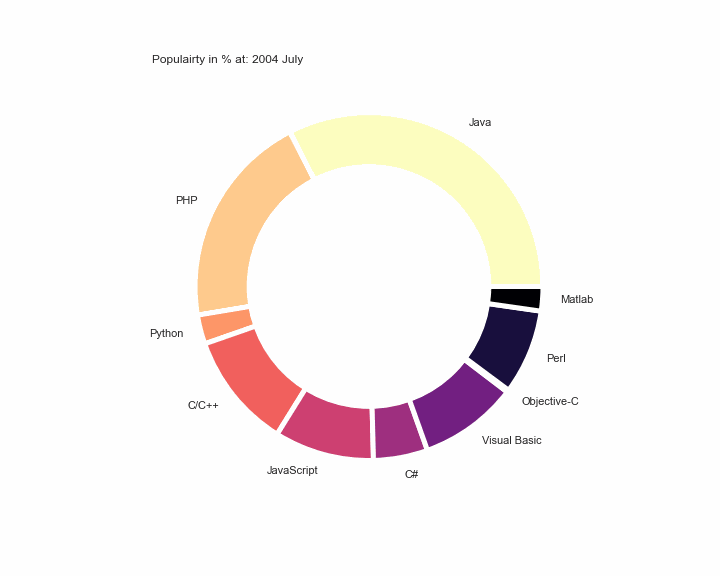 Populairty in % at: 2004 July
Java
PHP
Matlab
Python
Perl
Objective-C
C/C++
Visual Basic
JavaScript
C#